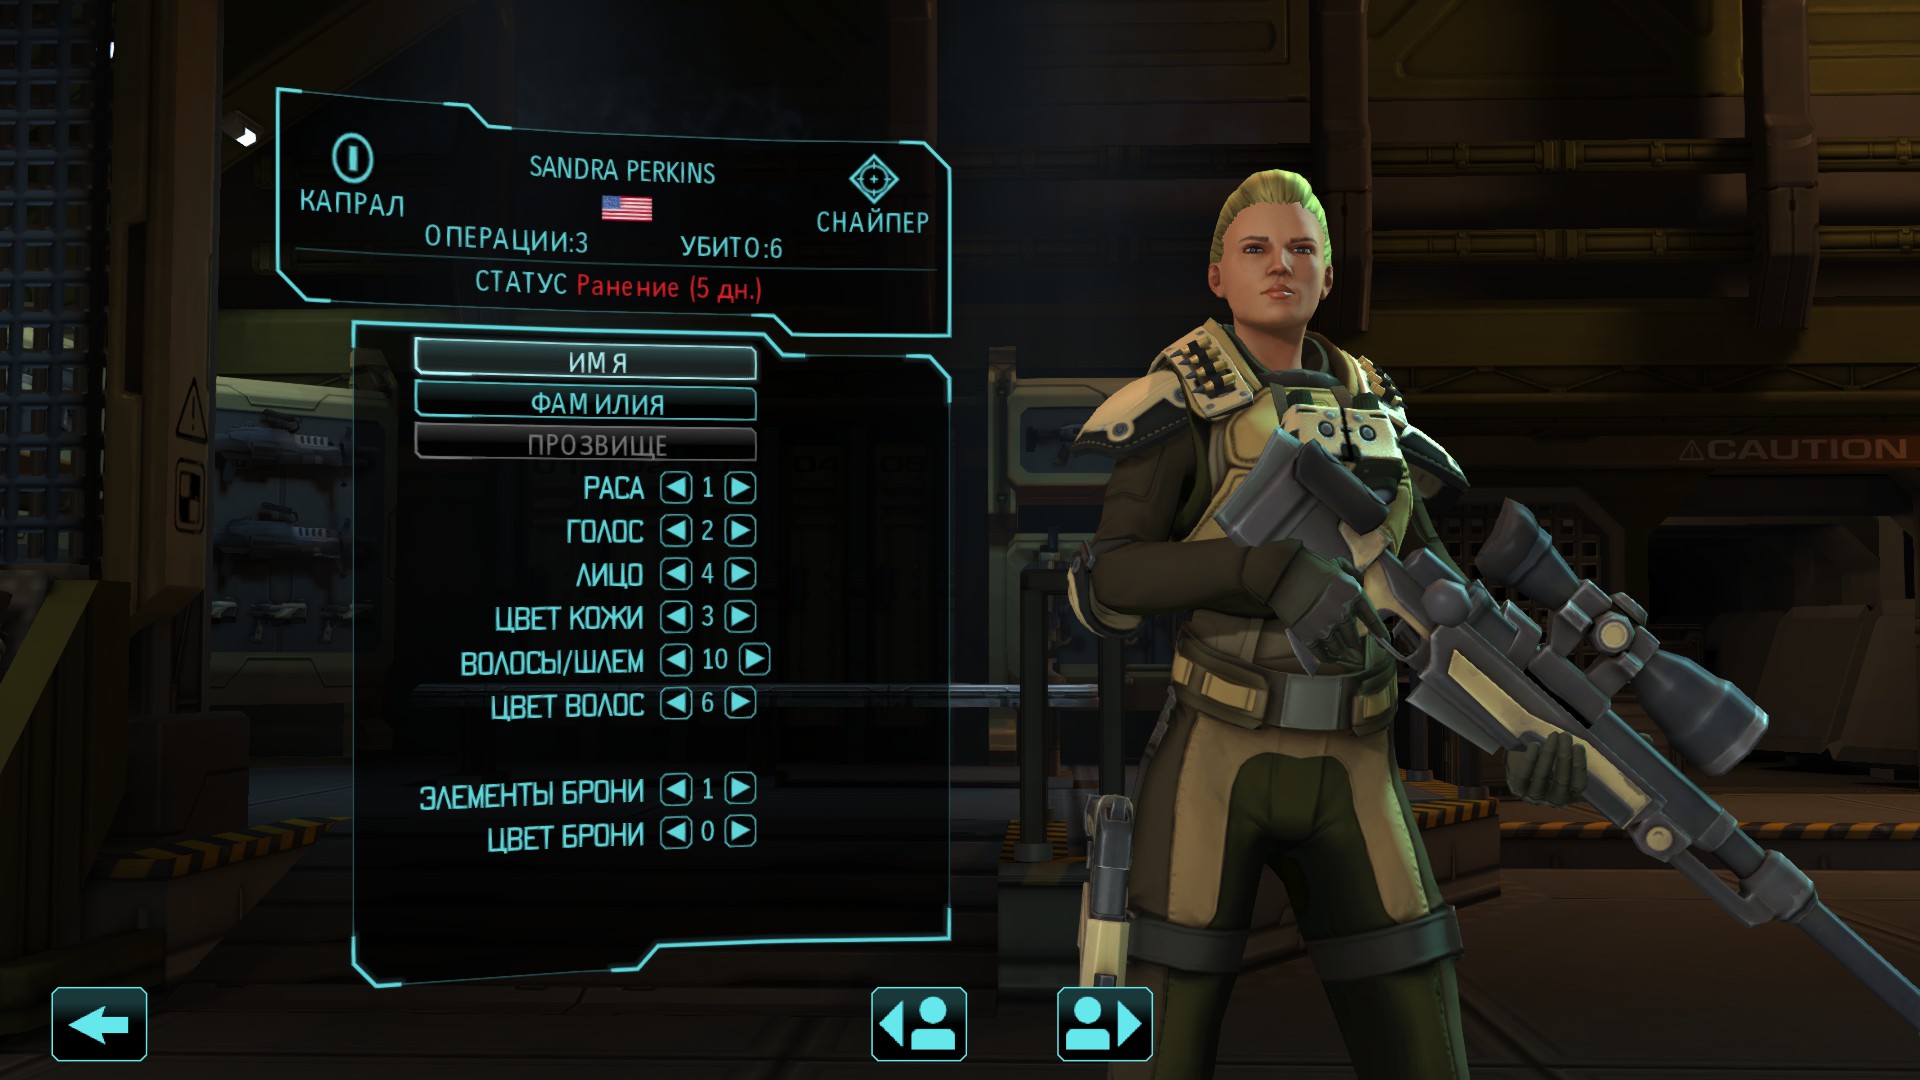 SANDRA PERKINS
КАПРАЛ
СНАЙПЕР
ОПЕРАЦИИ:3 УБИТО:6
СТАТУС Ранение (5 дн.)
ИМЯ
ФАМИЛИЯ
ПРОЗВИЩЕ
РАСА 1
ГОЛОС 2
ЛИЦО 4
ЦВЕТ КОЖИ 3
ВОЛОСЫ/ШЛЕМ 10
ЦВЕТ ВОЛОС 6
ЭЛЕМЕНТЫ БРОНИ 1
ЦВЕТ БРОНИ 0
CAUTION